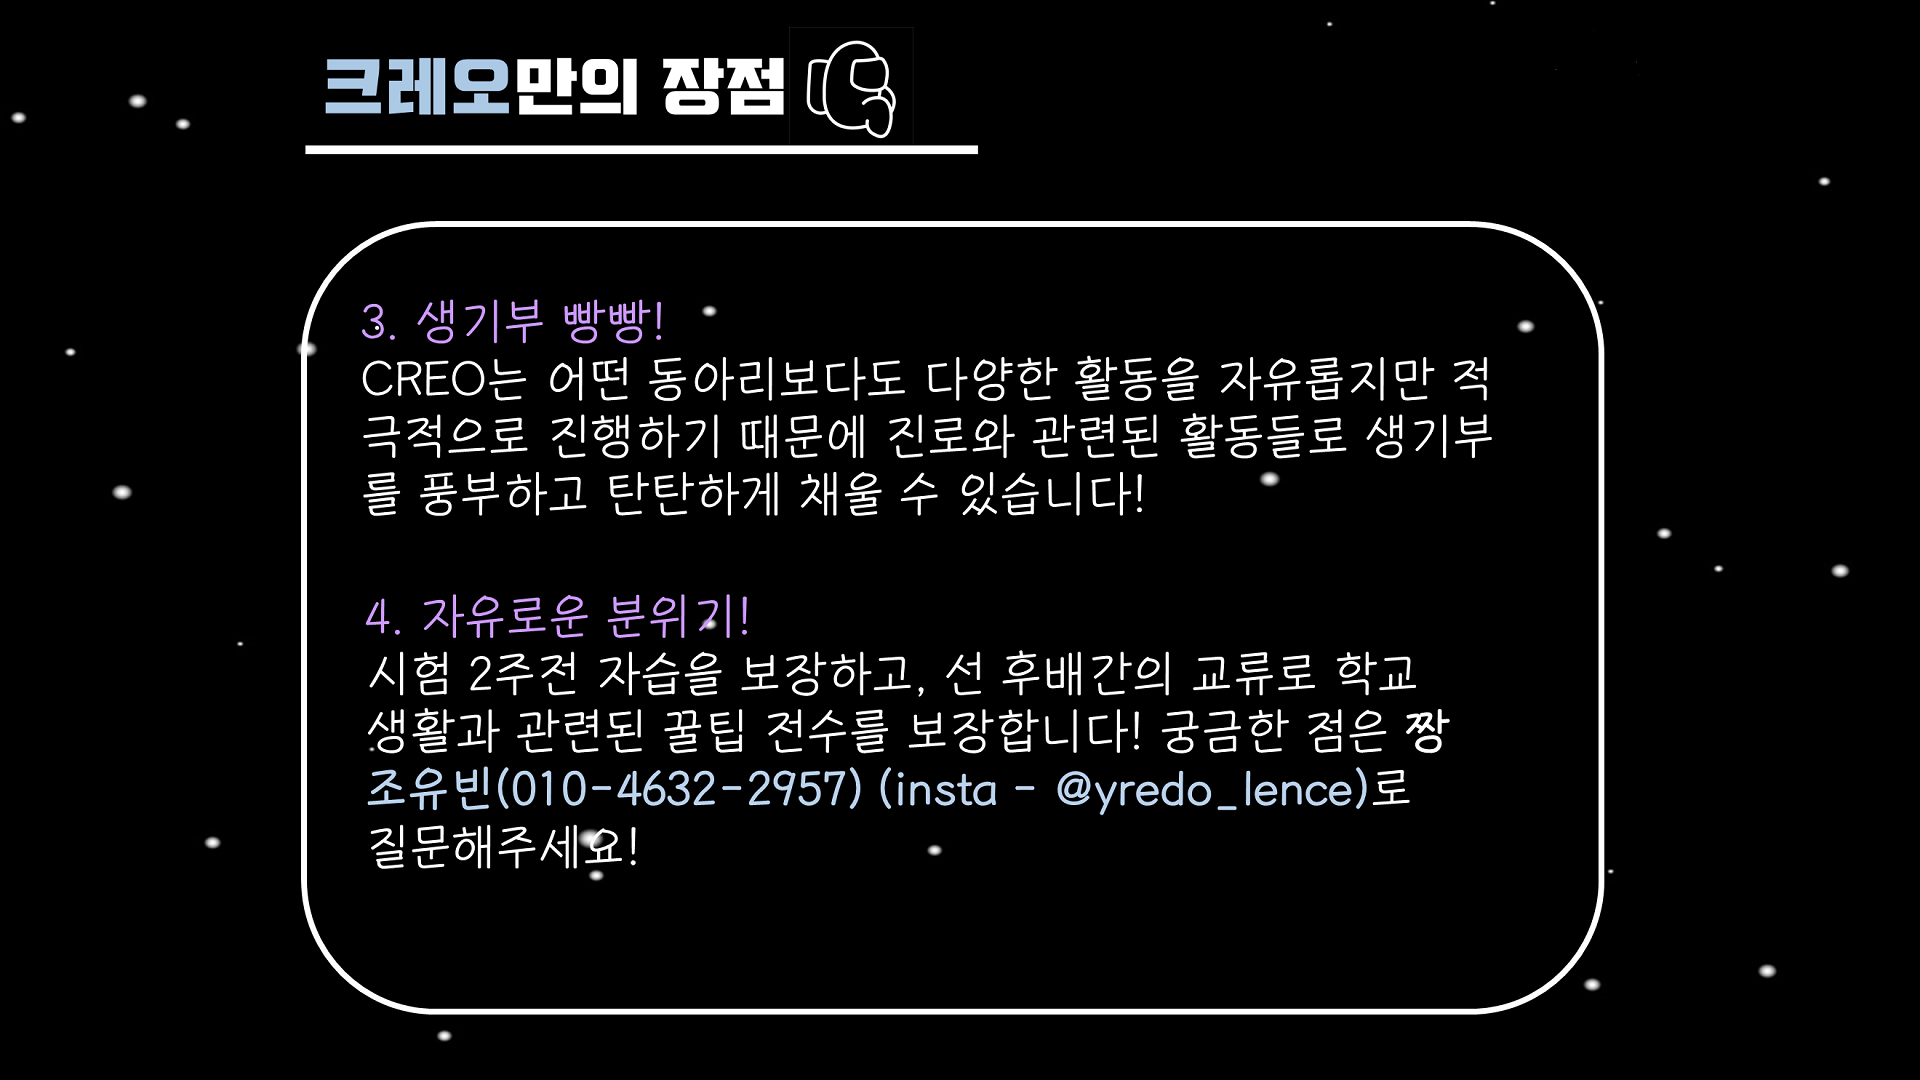 크레오만의 장점
3. 생기부 빵빵!
CREO는 어떤 동아리보다도 다양한 활동을 자유롭지만 적
극적으로 진행하기 때문에 진로와 관련된 활동들로 생기부
를 풍부하고 탄탄하게 채울 수 있습니다!
4. 자유로운 분위기!
시험 2주전 자습을 보장하고, 선 후배간의 교류로 학교
생활과 관련된 꿀팁 전수를 보장합니다! 궁금한 점은 짱
조유빈(010-4632-2957) (insta - @yredo_lence)로
질문해주세요!